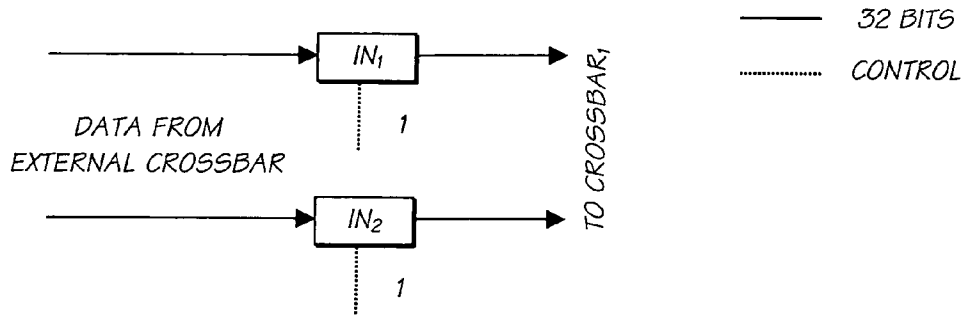 32 BITS
CONTROL
IN₁
1
DATA FROM
EXTERNAL CROSSBAR
IN₂
1
TO CROSSBAR₁